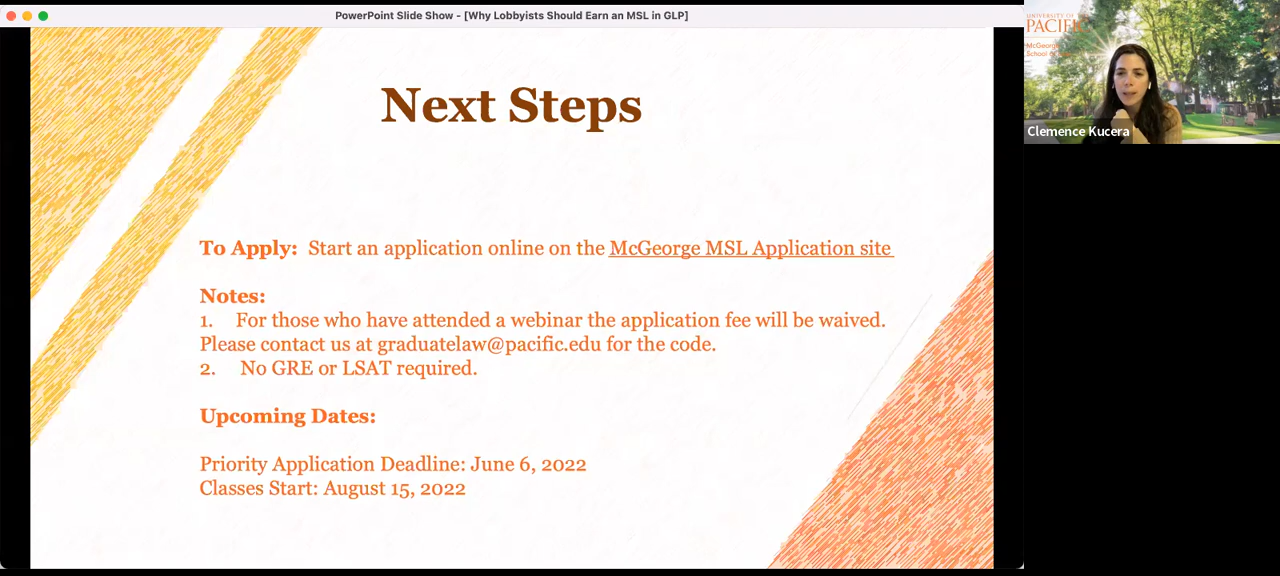 PowerPoint Slide Show - [Why Lobbyists Should Earn an MSL in GLP]
Next Steps
To Apply: Start an application online on the McGeorge MSL Application site
Notes:
1. For those who have attended a webinar the application fee will be waived.
Please contact us at graduatelaw@pacific.edu for the code.
2. No GRE or LSAT required.
Upcoming Dates:
Priority Application Deadline: June 6, 2022
Classes Start: August 15, 2022
UNIVERSITY OF
PACIFIC
McGeorge
School of
Clemence Kucera